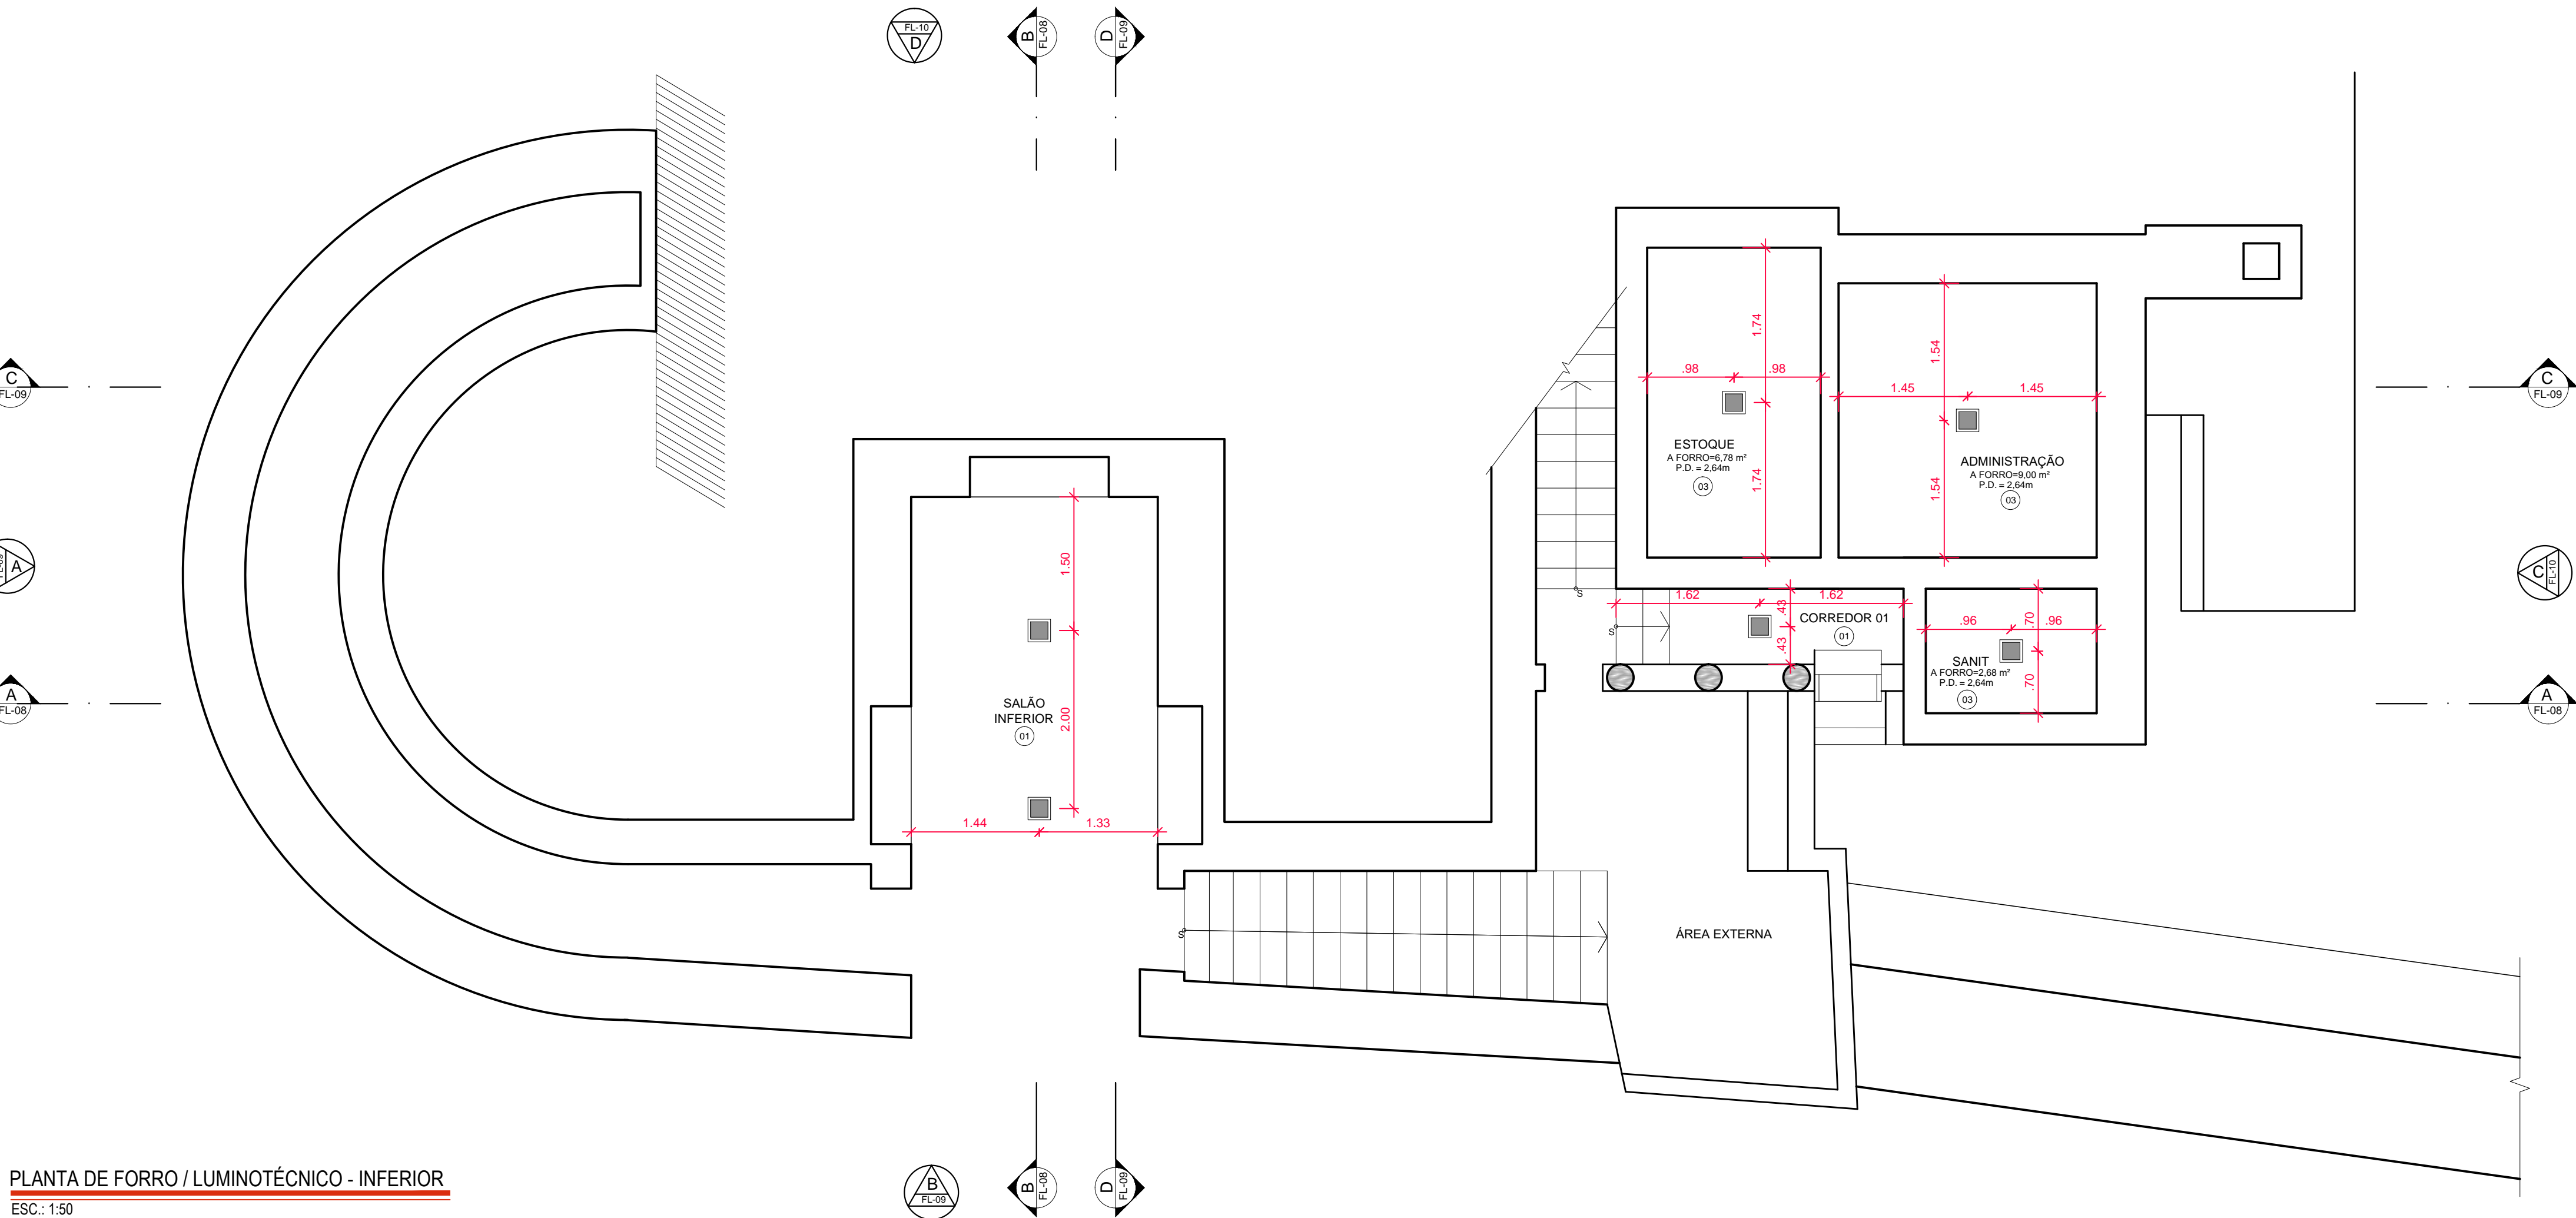 FL-10
D
B
FL-08
D
FL-09
C
FL-09
C
FL-09
1.74
.98
.98
1.74
ESTOQUE
A FORRO=6,78 m²
P.D. = 2,64m
03
1.54
1.45
1.45
1.54
ADMINISTRAÇÃO
A FORRO=9,00 m²
P.D. = 2,64m
03
FL-09
A
C
FL-10
1.50
2.00
SALÃO
INFERIOR
01
1.44
1.33
S
S
1.62
1.62
.43
.43
CORREDOR 01
01
.96
.96
.70
.70
SANIT
A FORRO=2,68 m²
P.D. = 2,64m
03
A
FL-08
A
FL-08
S
ÁREA EXTERNA
B
FL-09
B
FL-08
D
FL-09
PLANTA DE FORRO / LUMINOTÉCNICO - INFERIOR
ESC.: 1:50